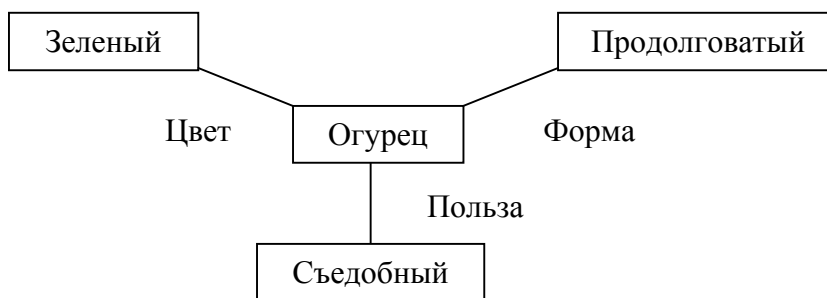 Зеленый
Продолговатый
Цвет
Огурец
Форма
Польза
Съедобный